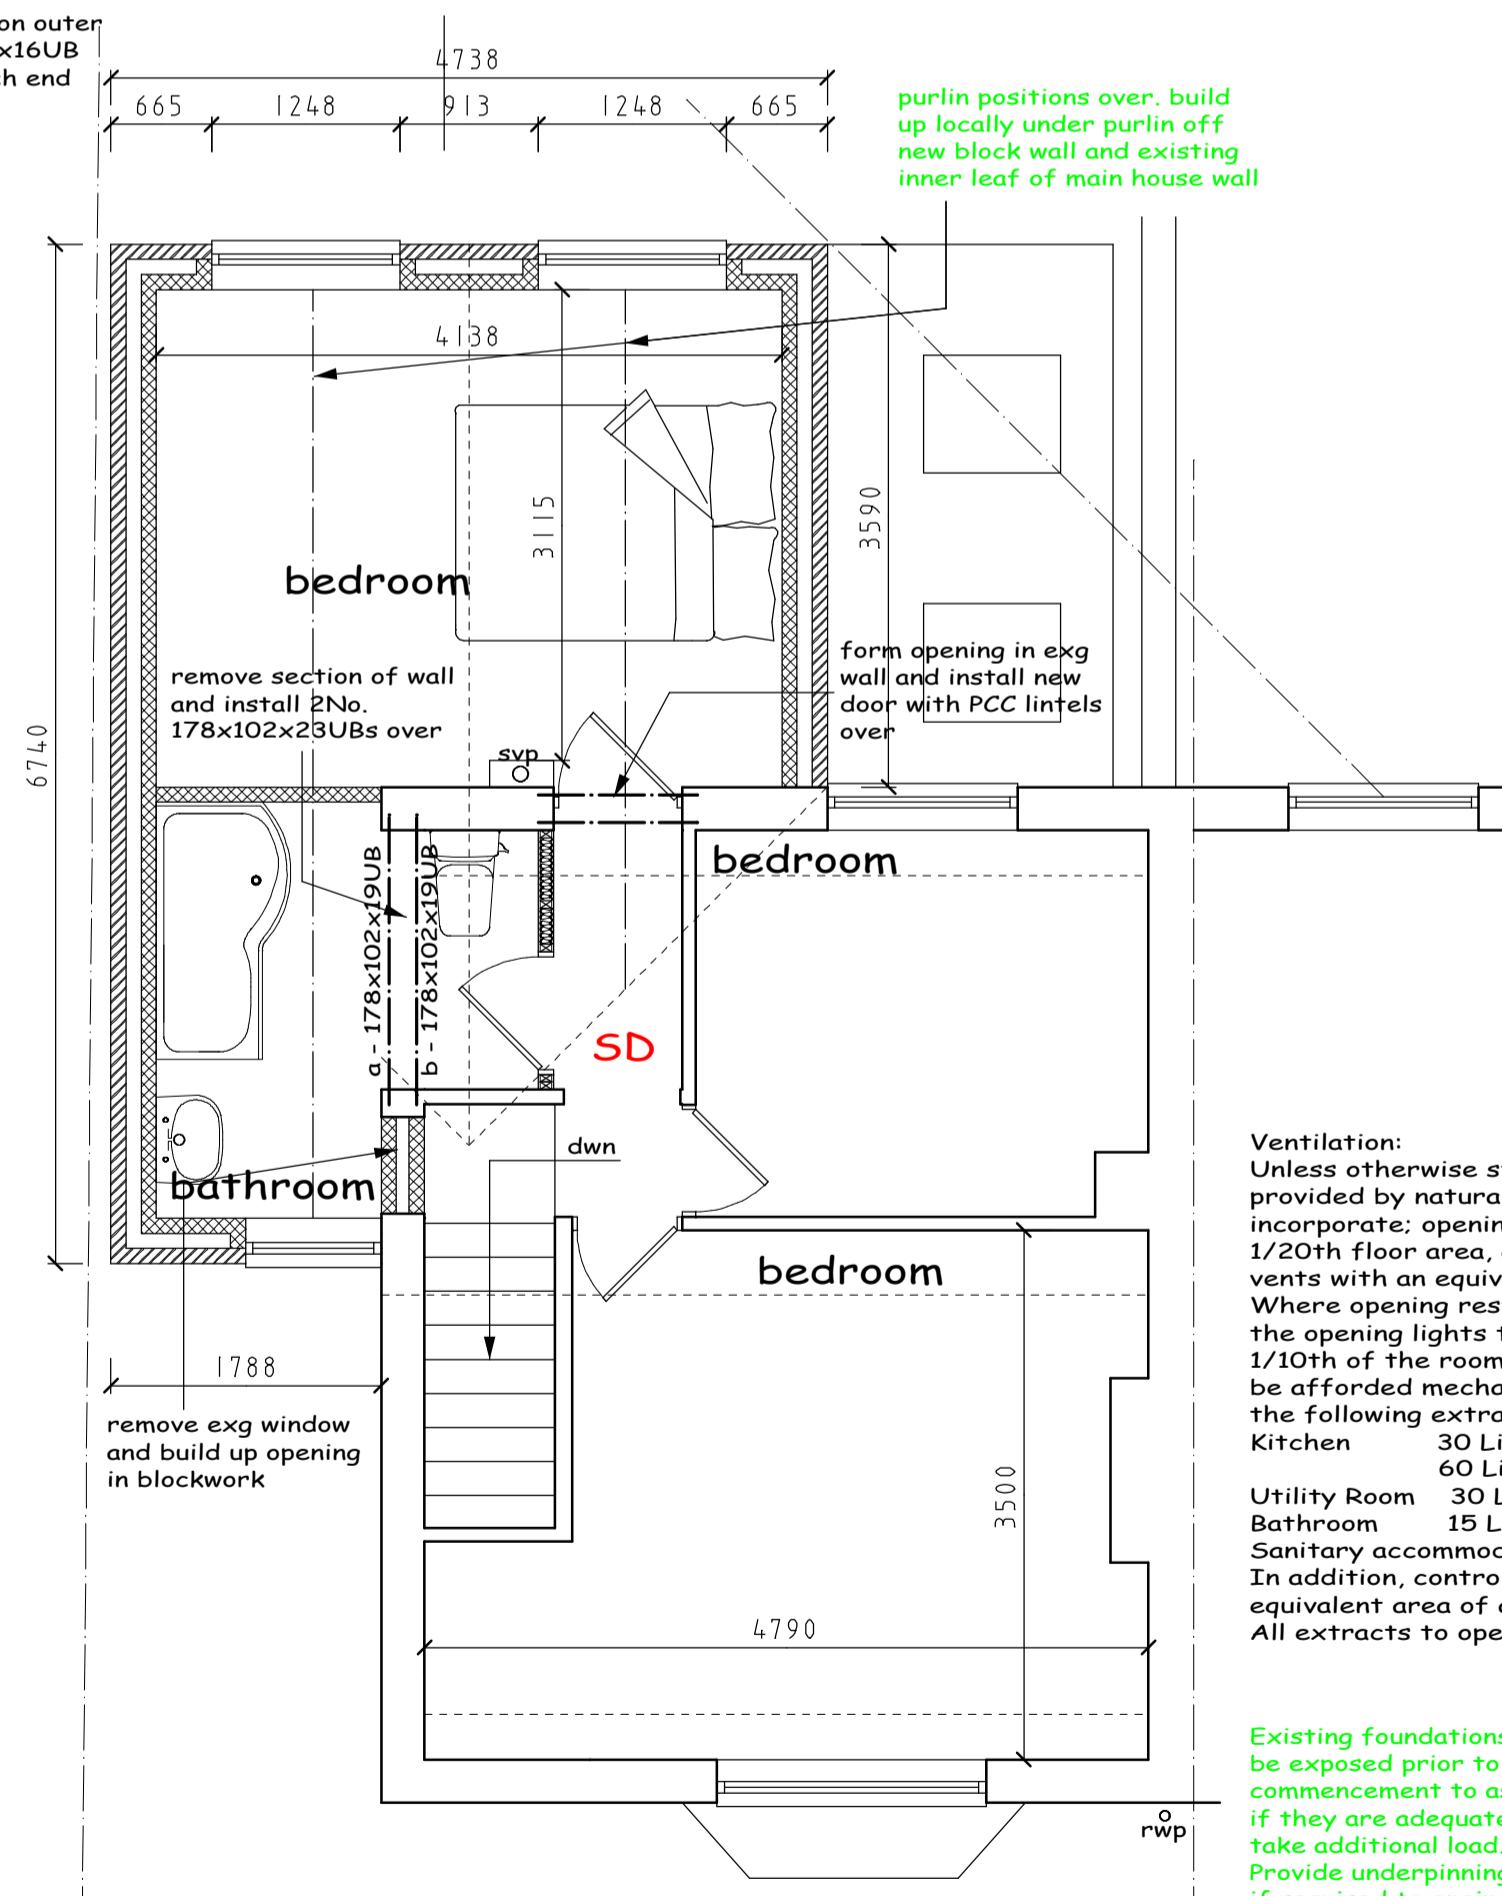 on outer
x16UB
h end
4738
665
1248
913
1248
665
purlin positions over. build
up locally under purlin off
new block wall and existing
inner leaf of main house wall
4138
3115
3590
6740
bedroom
remove section of wall
and install 2No.
178x102x23UBs over
form opening in exg
wall and install new
door with PCC lintels
over
svp
bedroom
a - 178x102x19UB
b - 178x102x19UB
SD
dwn
bathroom
bedroom
1788
remove exg window
and build up opening
in blockwork
3500
4790
rwp
Ventilation:
Unless otherwise
provided by natura
incorporate; openin
1/20th floor area,
vents with an equiv
Where opening res
the opening lights
1/10th of the room
be afforded mecha
the following extra
Kitchen 30 Li
60 Li
Utility Room 30 L
Bathroom 15 L
Sanitary accommo
In addition, contro
equivalent area of
All extracts to ope
Existing foundations
be exposed prior to
commencement to as
if they are adequate
take additional load.
Provide underpinning